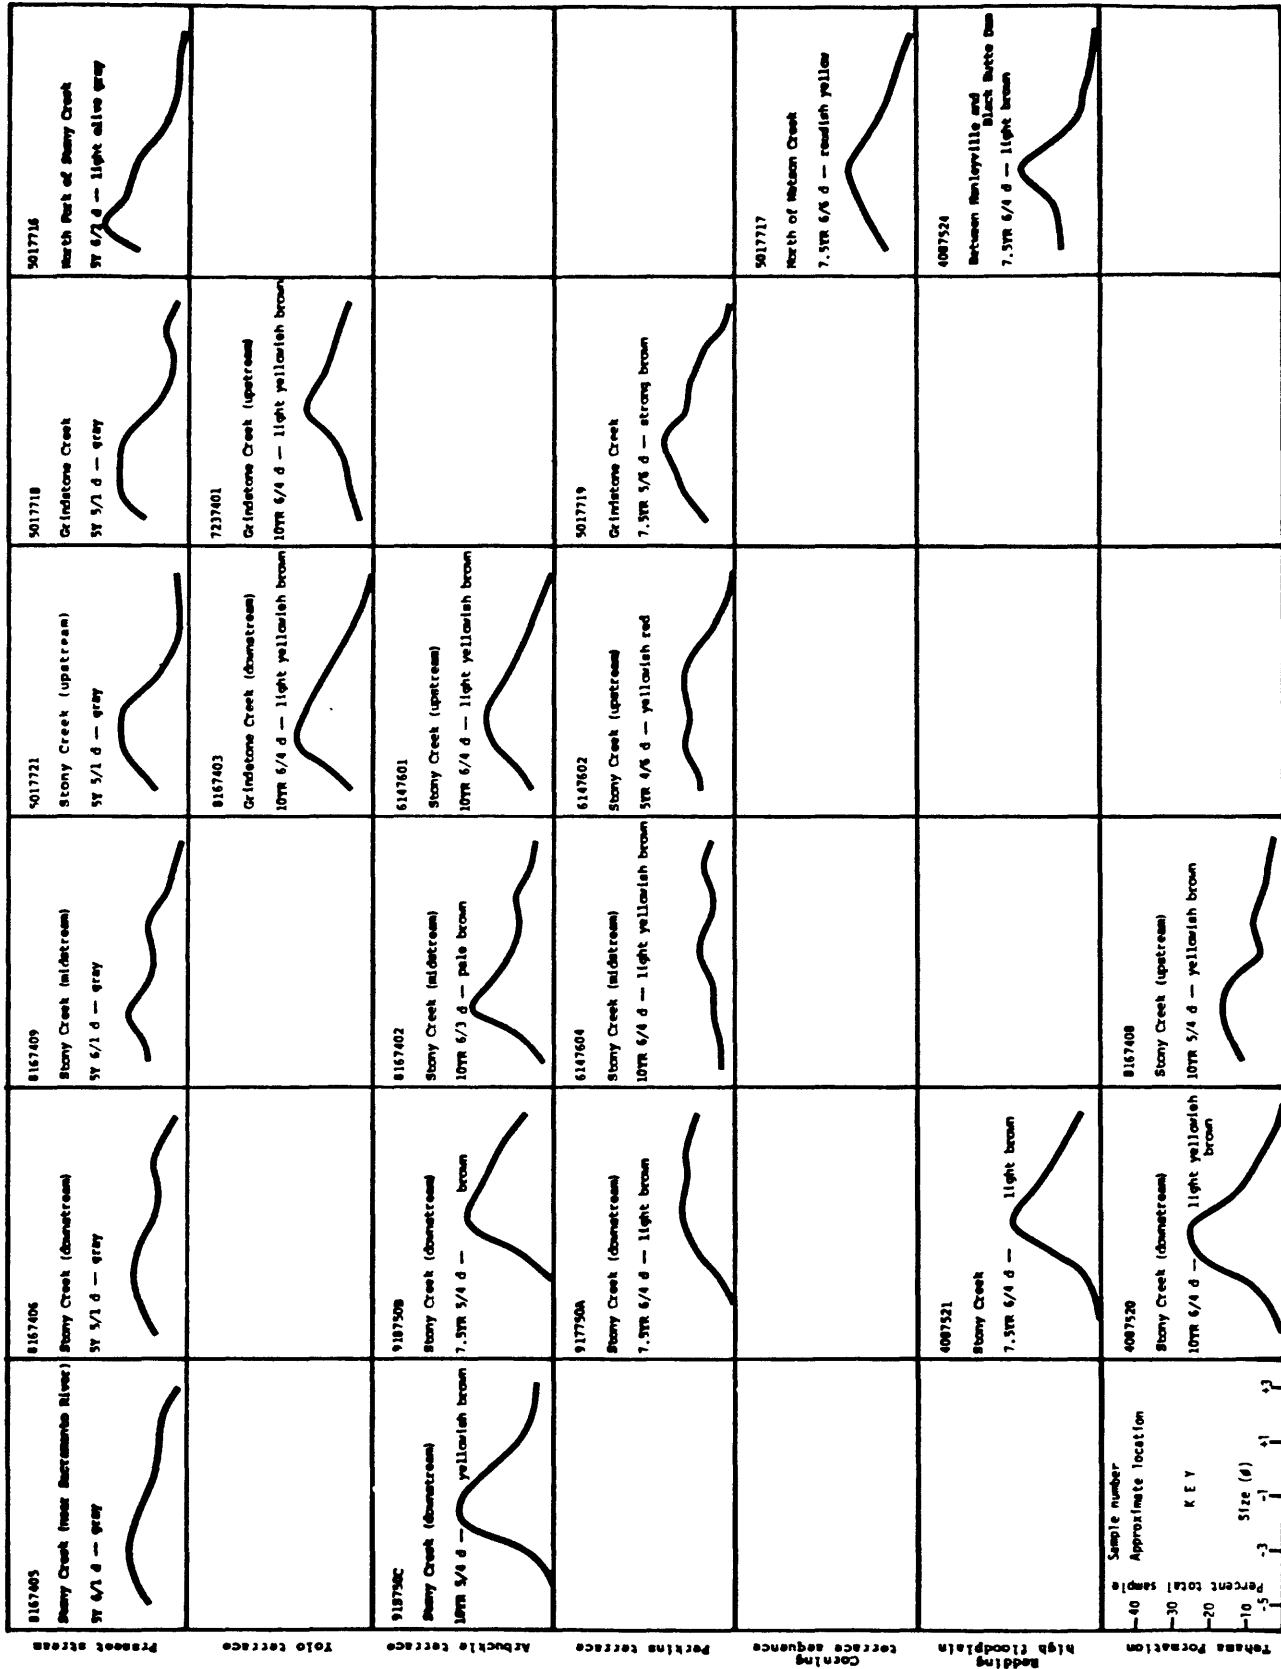 Present stream
8167405
Stony Creek (near Sacramento River)
5Y 6/1 d — gray
8167406
Stony Creek (downstream)
5Y 5/1 d — gray
8167409
Stony Creek (midstream)
5Y 6/1 d — gray
5017721
Stony Creek (upstream)
5Y 5/1 d — gray
5017718
Grindstone Creek
5Y 5/1 d — gray
5017716
North Fork of Stony Creek
5Y 6/2 d — light olive gray
Yolo terrace
8167403
Grindstone Creek (downstream)
10YR 6/4 d — light yellowish brown
7237401
Grindstone Creek (upstream)
10YR 6/4 d — light yellowish brown
Arbuckle terrace
918750C
Stony Creek (downstream)
10YR 5/4 d — yellowish brown
918750B
Stony Creek (downstream)
7.5YR 5/4 d — brown
8167402
Stony Creek (midstream)
10YR 6/3 d — pale brown
6147601
Stony Creek (upstream)
10YR 6/4 d — light yellowish brown
Perkins terrace
917750A
Stony Creek (downstream)
7.5YR 6/4 d — light brown
6147604
Stony Creek (midstream)
10YR 6/4 d — light yellowish brown
6147602
Stony Creek (upstream)
5YR 4/6 d — yellowish red
5017719
Grindstone Creek
7.5YR 5/6 d — strong brown
Corning
terrace sequence
5017717
North of Watson Creek
7.5YR 6/6 d — reddish yellow
Redding
high floodplain
4087521
Stony Creek
7.5YR 6/4 d — light brown
4087524
Between Manleyville and
Black Butte Dam
7.5YR 6/4 d — light brown
Tehama Formation
Percent total sample
40
30
20
10
Sample number
Approximate location
KEY
Size (ø)
-5 -3 -1 +1 +3
4087520
Stony Creek (downstream)
10YR 6/4 d — light yellowish
brown
8167408
Stony Creek (upstream)
10YR 5/4 d — yellowish brown